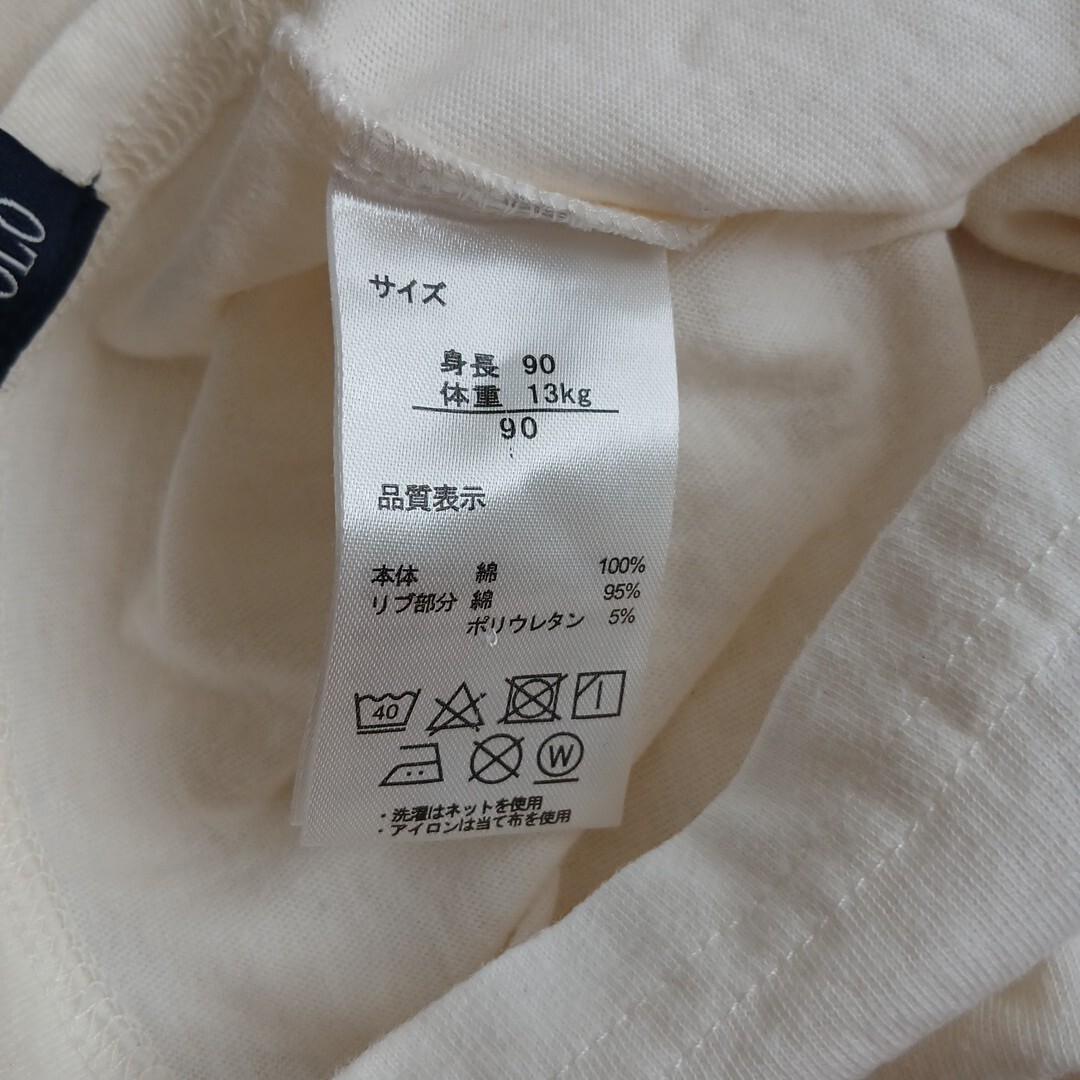 サイズ
身長 90
体重 13kg
90
品質表示
本体 綿 100%
リブ部分 綿 95%
ポリウレタン 5%
40
W
・洗濯はネットを使用
・アイロンは当て布を使用